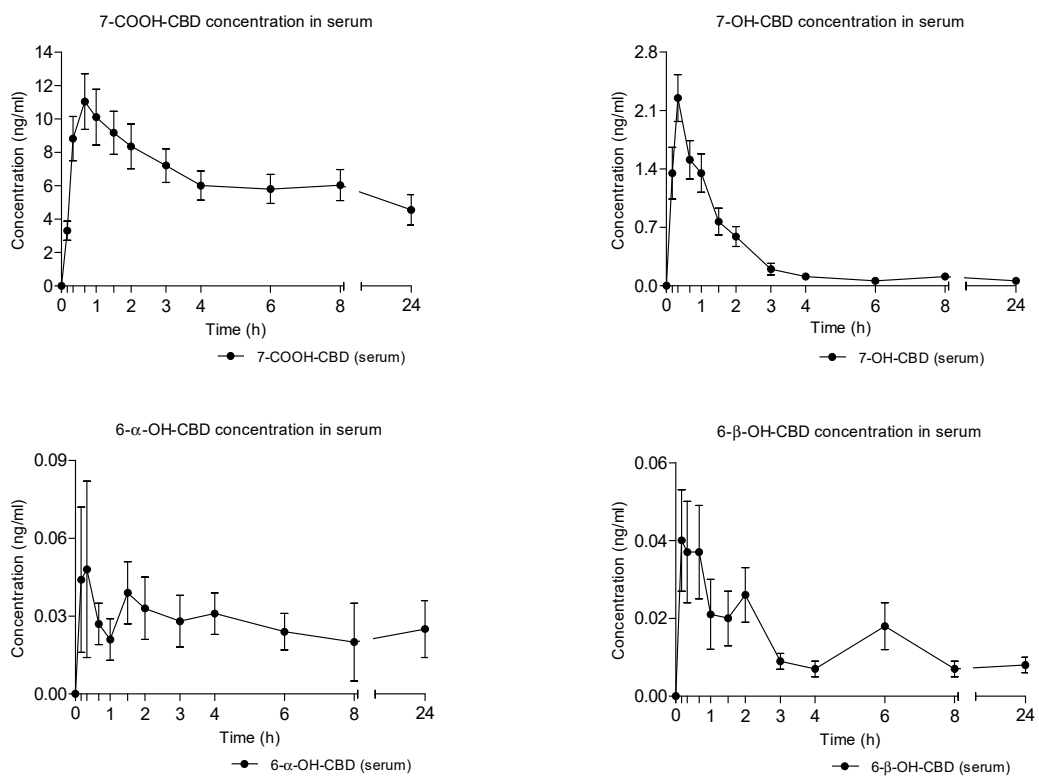 7-COOH-CBD concentration in serum
Concentration (ng/ml)
14
12
10
8
6
4
2
0
0 1 2 3 4 6 8 24
Time (h)
7-COOH-CBD (serum)
7-OH-CBD concentration in serum
Concentration (ng/ml)
2.8
2.1
1.4
0.7
0.0
0 1 2 3 4 6 8 24
Time (h)
7-OH-CBD (serum)
6-α-OH-CBD concentration in serum
Concentration (ng/ml)
0.09
0.06
0.03
0.00
0 1 2 3 4 6 8 24
Time (h)
6-α-OH-CBD (serum)
6-β-OH-CBD concentration in serum
Concentration (ng/ml)
0.06
0.04
0.02
0.00
0 1 2 3 4 6 8 24
Time (h)
6-β-OH-CBD (serum)